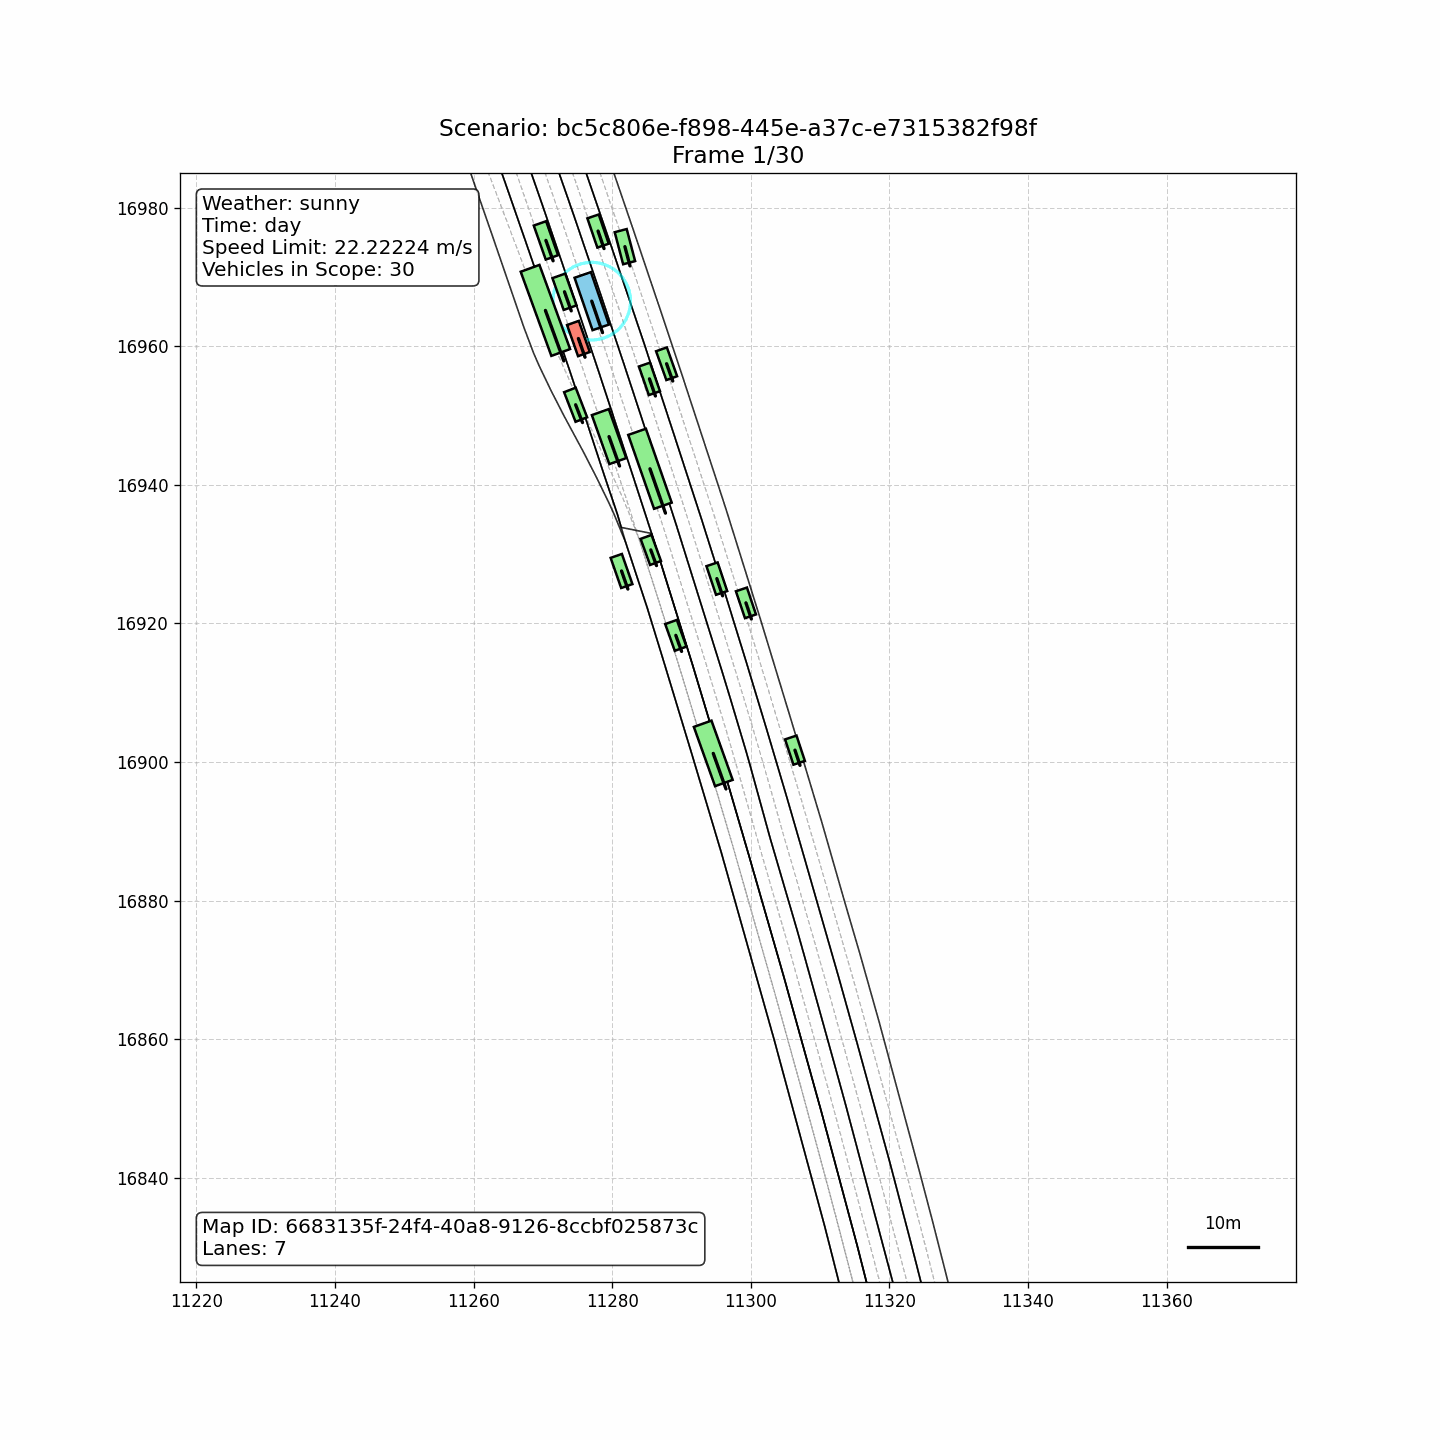 Scenario: bc5c806e-f898-445e-a37c-e7315382f98f
Frame 1/30
Weather: sunny
Time: day
Speed Limit: 22.22224 m/s
Vehicles in Scope: 30
16980
16960
16940
16920
16900
16880
16860
16840
Map ID: 6683135f-24f4-40a8-9126-8ccbf025873c
Lanes: 7
10m
11220 11240 11260 11280 11300 11320 11340 11360